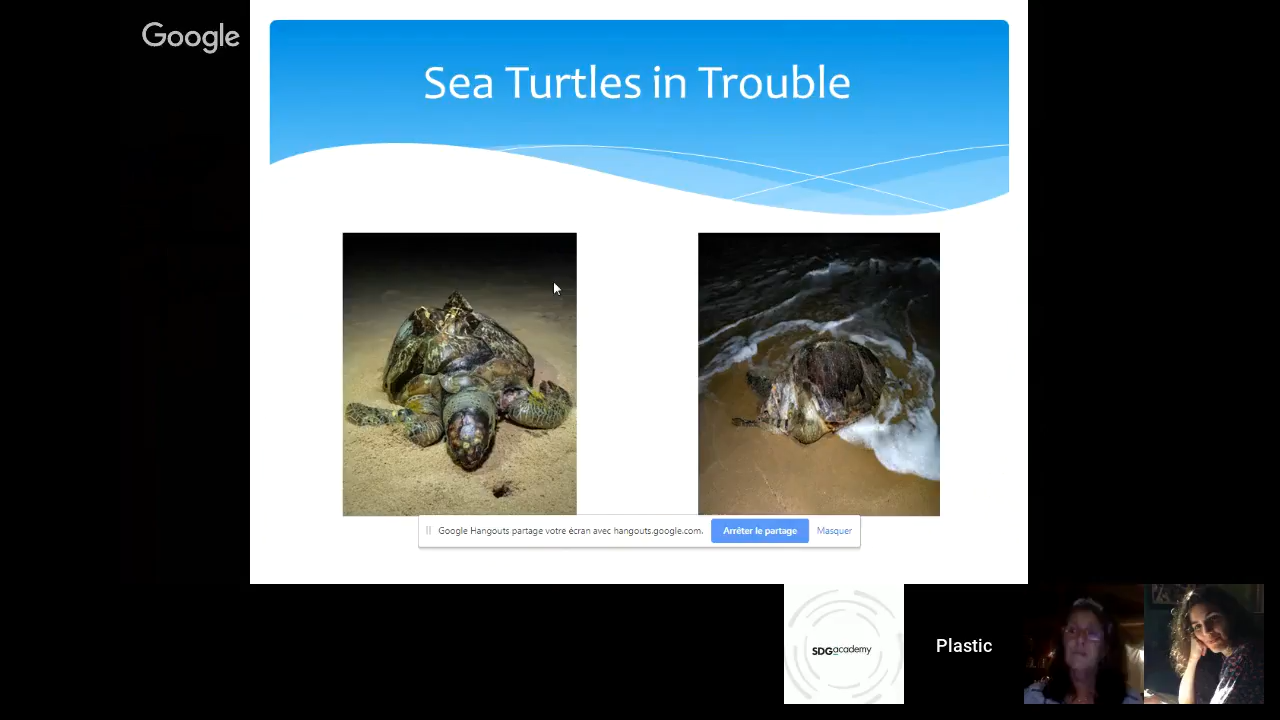 Google
Sea Turtles in Trouble
Google Hangouts partage votre écran avec hangouts.google.com. Arrêter le partage Masquer
SDGacademy
Plastic